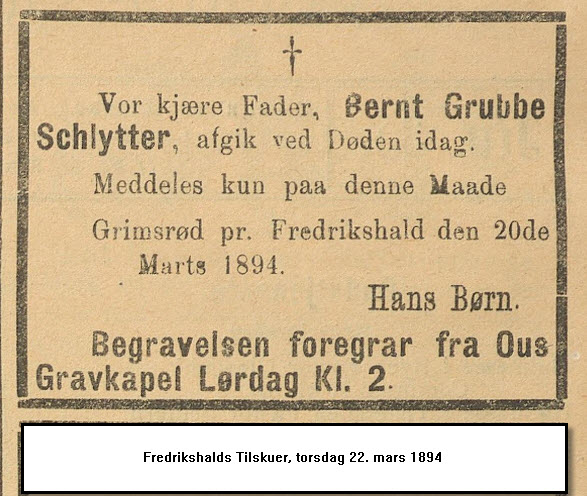 †
Vor kjære Fader, Bernt Grubbe
Schlytter, afgik ved Døden idag.
Meddeles kun paa denne Maade
Grimsrød pr. Fredrikshald den 20de
Marts 1894.
Hans Børn.
Begravelsen foregrar fra Ous
Gravkapel Lørdag Kl. 2.
Fredrikshalds Tilskuer, torsdag 22. mars 1894